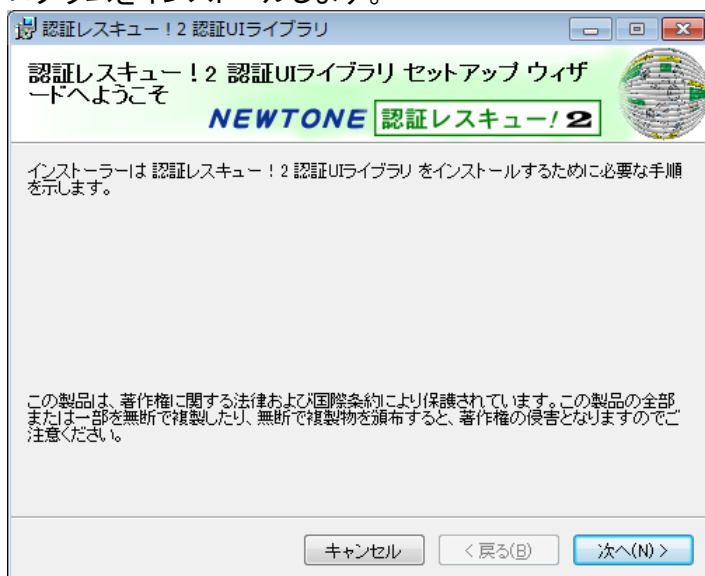 認証レスキュー！2 認証UIライブラリ
認証レスキュー！2 認証UIライブラリ セットアップ ウィザ
ードへようこそ
NEWTONE 認証レスキュー！2
インストーラーは 認証レスキュー！2 認証UIライブラリ をインストールするために必要な手順
を示します。
この製品は、著作権に関する法律および国際条約により保護されています。この製品の全部
または一部を無断で複製したり、無断で複製物を頒布すると、著作権の侵害となりますのでご
注意ください。
キャンセル < 戻る(B) 次へ(N) >